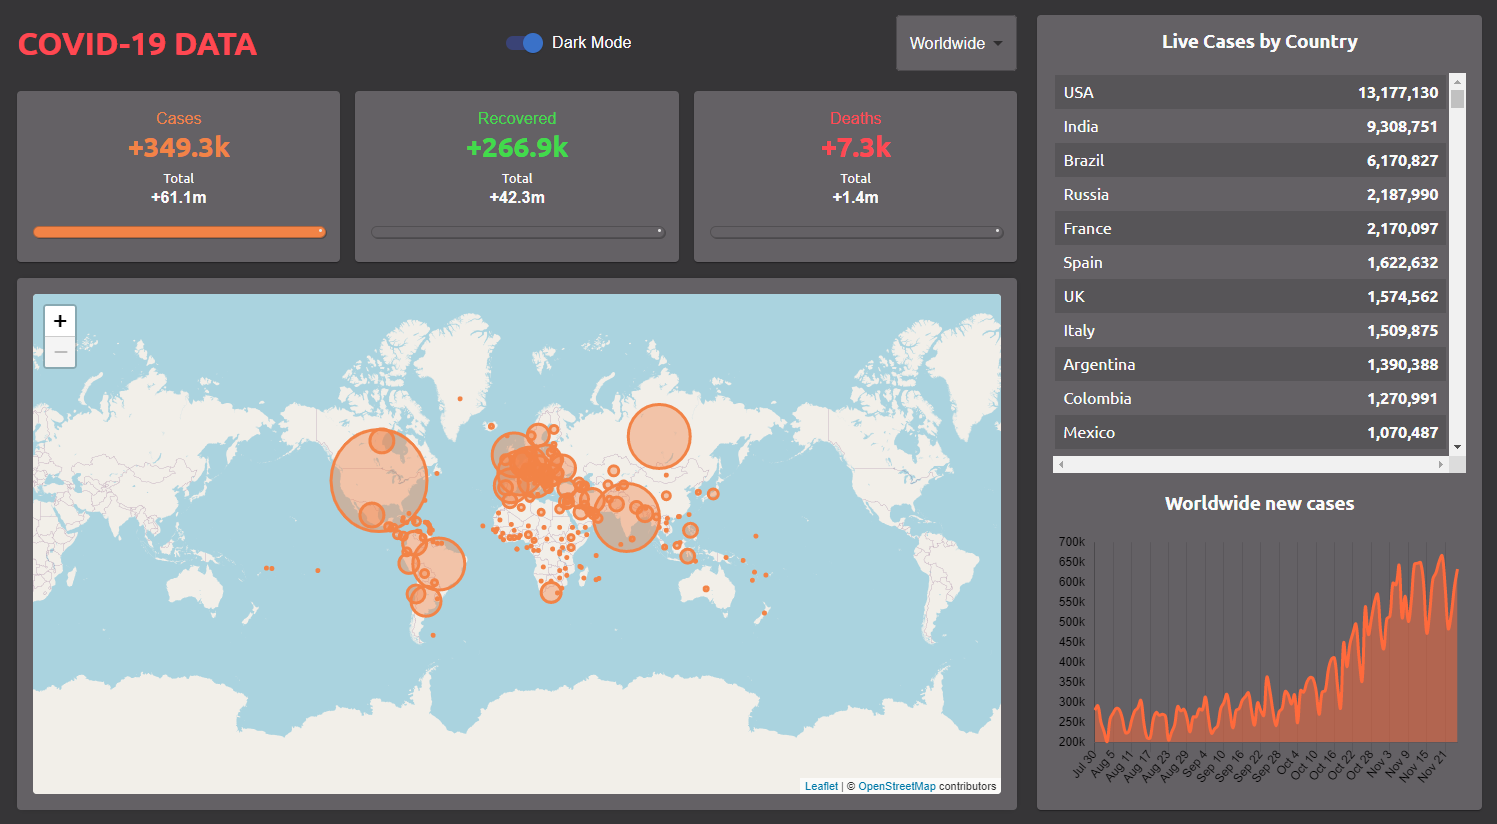 COVID-19 DATA
Dark Mode
Worldwide
Cases
+349.3k
Total
+61.1m
Recovered
+266.9k
Total
+42.3m
Deaths
+7.3k
Total
+1.4m
+
−
Leaflet | © OpenStreetMap contributors
Live Cases by Country
USA 13,177,130
India 9,308,751
Brazil 6,170,827
Russia 2,187,990
France 2,170,097
Spain 1,622,632
UK 1,574,562
Italy 1,509,875
Argentina 1,390,388
Colombia 1,270,991
Mexico 1,070,487
Worldwide new cases
700k
650k
600k
550k
500k
450k
400k
350k
300k
250k
200k
Jul 30
Aug 5
Aug 11
Aug 17
Aug 23
Aug 29
Sep 4
Sep 10
Sep 16
Sep 22
Sep 28
Oct 4
Oct 10
Oct 16
Oct 22
Oct 28
Nov 3
Nov 9
Nov 15
Nov 21